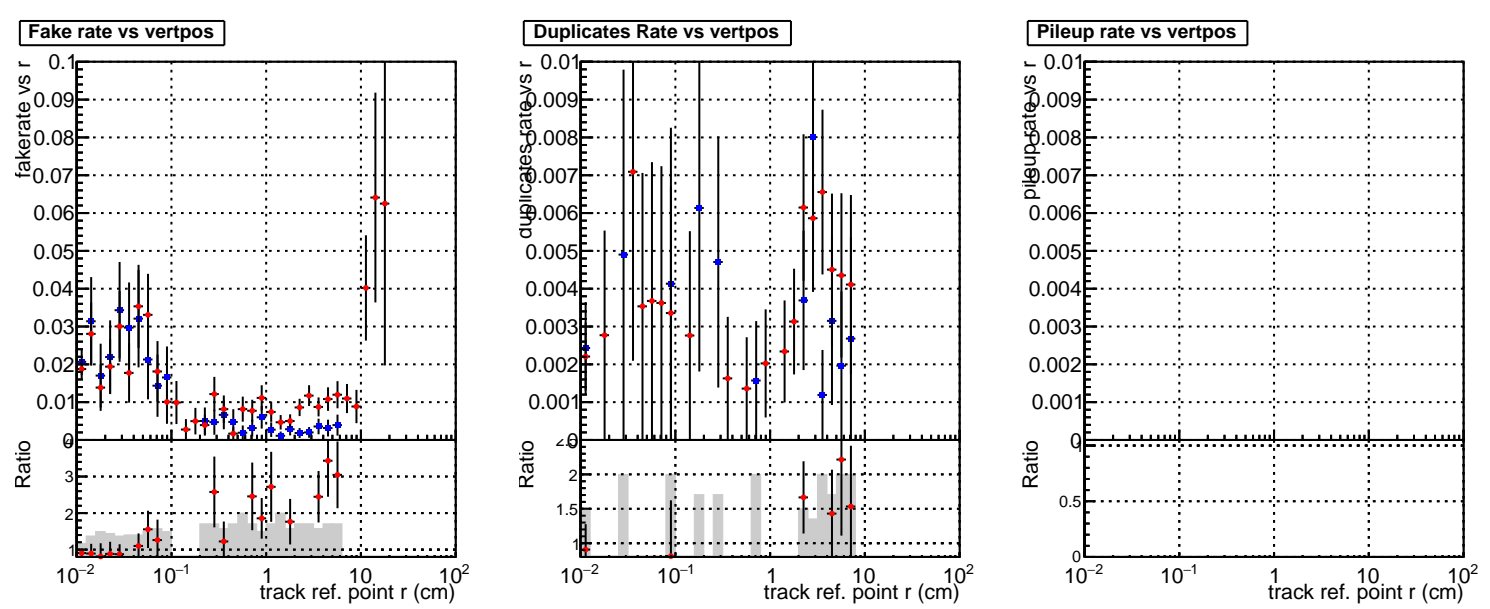 Fake rate vs vertpos
fakerate vs r
0.1
0.09
0.08
0.07
0.06
0.05
0.04
0.03
0.02
0.01
0
Ratio
4
3
2
1
10⁻² 10⁻¹ 1 10 10²
track ref. point r (cm)
Duplicates Rate vs vertpos
duplicates rate vs r
0.01
0.009
0.008
0.007
0.006
0.005
0.004
0.003
0.002
0.001
0
Ratio
2
1.5
1
10⁻² 10⁻¹ 1 10 10²
track ref. point r (cm)
Pileup rate vs vertpos
pileup rate vs r
0.01
0.009
0.008
0.007
0.006
0.005
0.004
0.003
0.002
0.001
0
Ratio
1
0.5
0
10⁻² 10⁻¹ 1 10 10²
track ref. point r (cm)